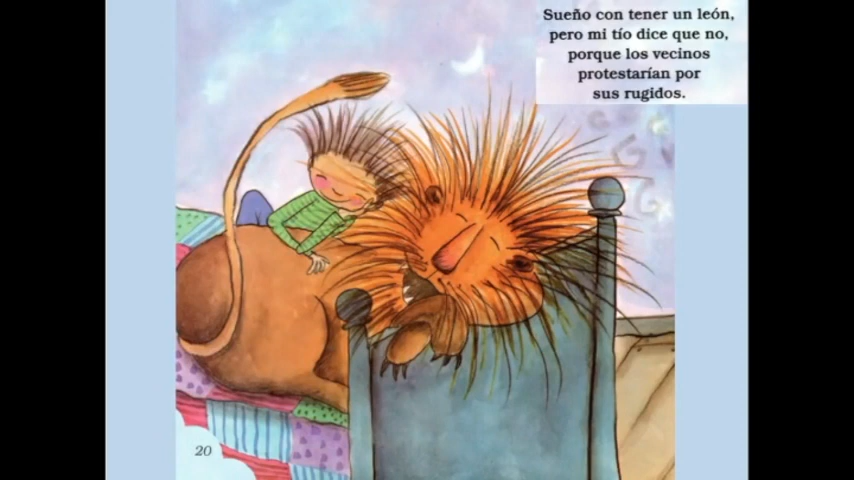 Sueño con tener un león,
pero mi tío dice que no,
porque los vecinos
protestarían por
sus rugidos.
G
G
G
20